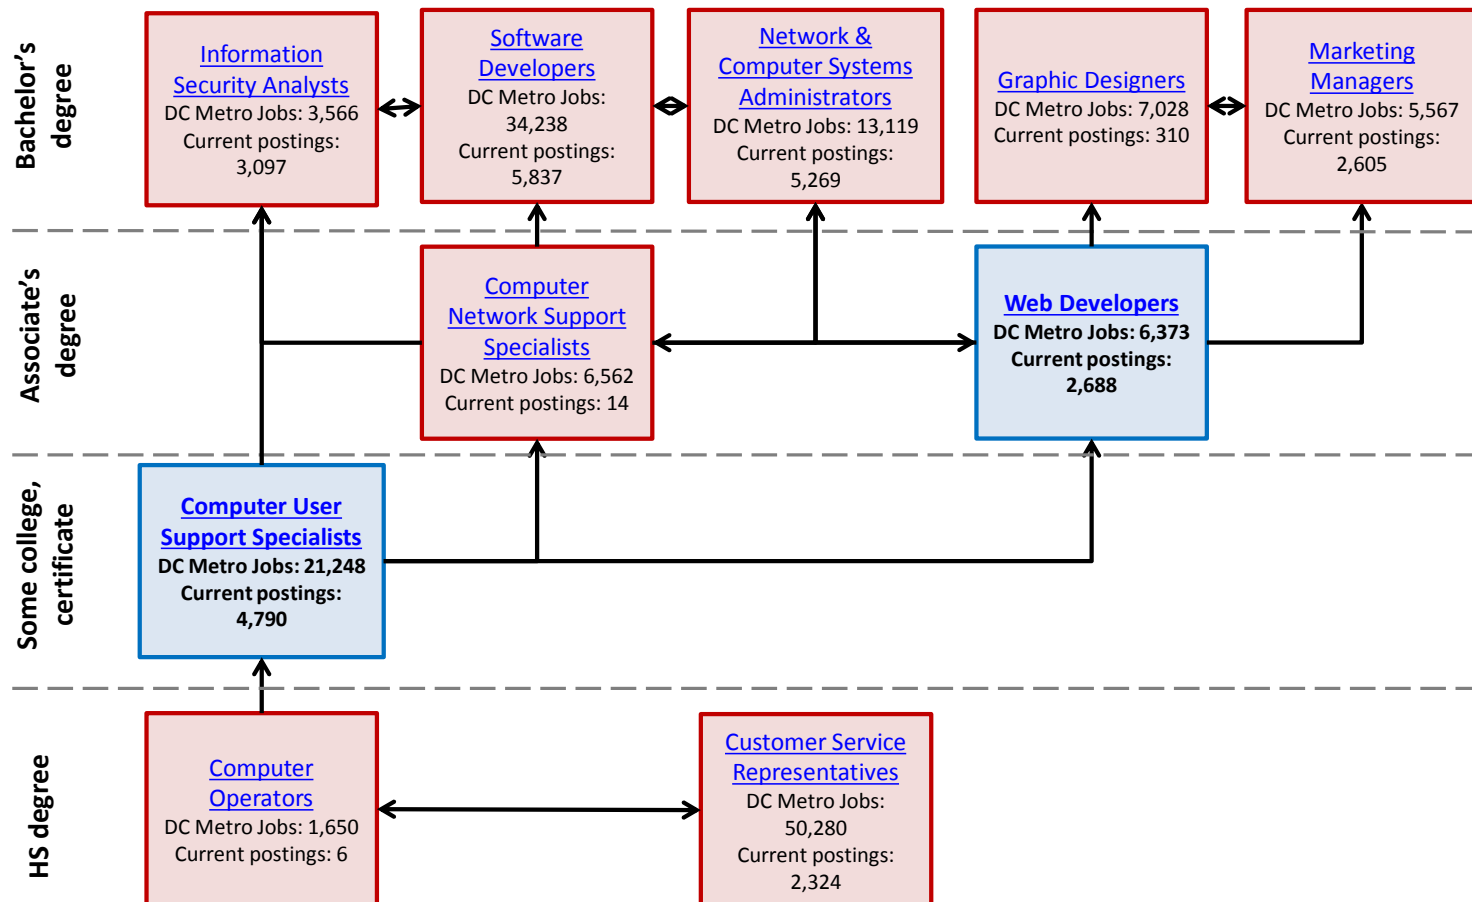 Bachelor's
degree
Information
Security Analysts
DC Metro Jobs: 3,566
Current postings:
3,097
Software
Developers
DC Metro Jobs:
34,238
Current postings:
5,837
Network &
Computer Systems
Administrators
DC Metro Jobs: 13,119
Current postings:
5,269
Graphic Designers
DC Metro Jobs: 7,028
Current postings: 310
Marketing
Managers
DC Metro Jobs: 5,567
Current postings:
2,605
Associate's
degree
Computer
Network Support
Specialists
DC Metro Jobs: 6,562
Current postings: 14
Web Developers
DC Metro Jobs: 6,373
Current postings:
2,688
Some college,
certificate
Computer User
Support Specialists
DC Metro Jobs: 21,248
Current postings:
4,790
HS degree
Computer
Operators
DC Metro Jobs: 1,650
Current postings: 6
Customer Service
Representatives
DC Metro Jobs:
50,280
Current postings:
2,324